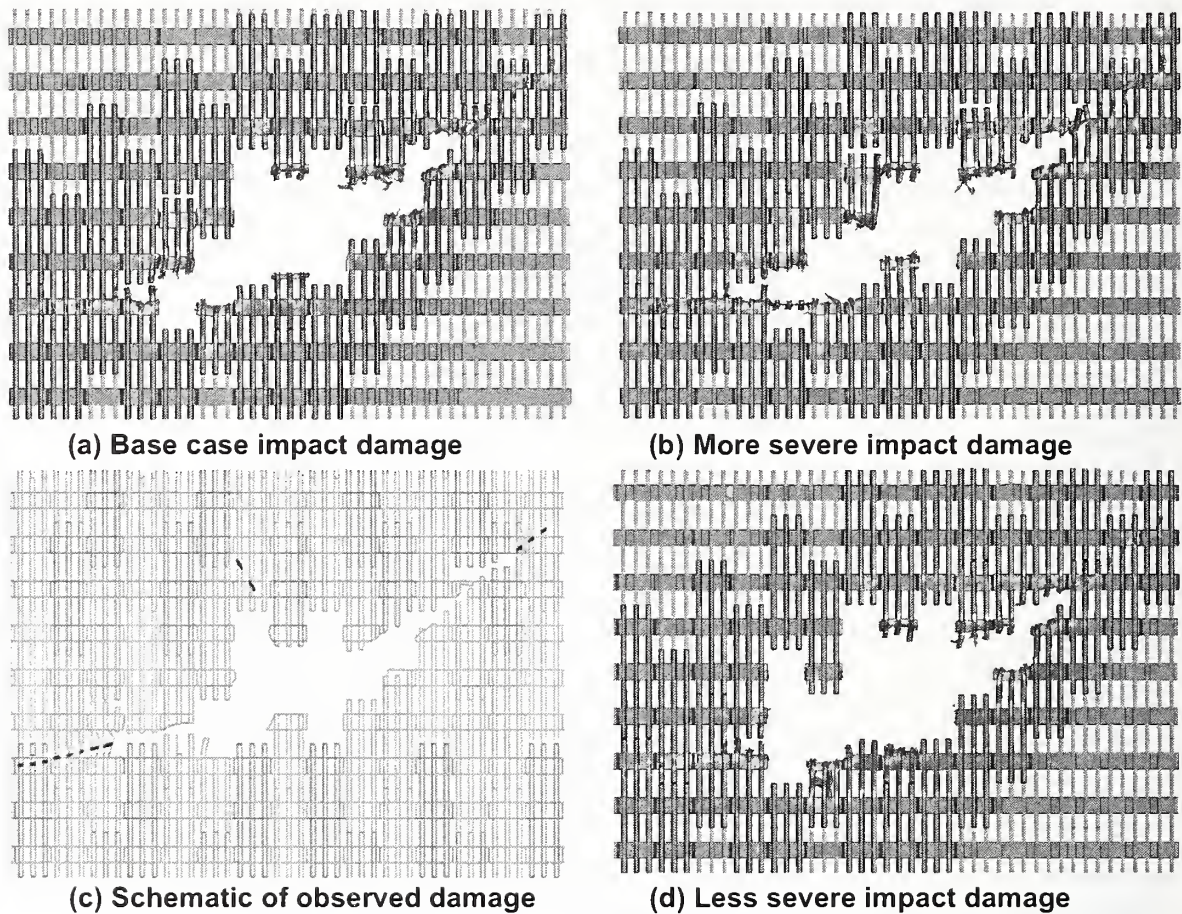 (a) Base case impact damage
(b) More severe impact damage
(c) Schematic of observed damage
(d) Less severe impact damage